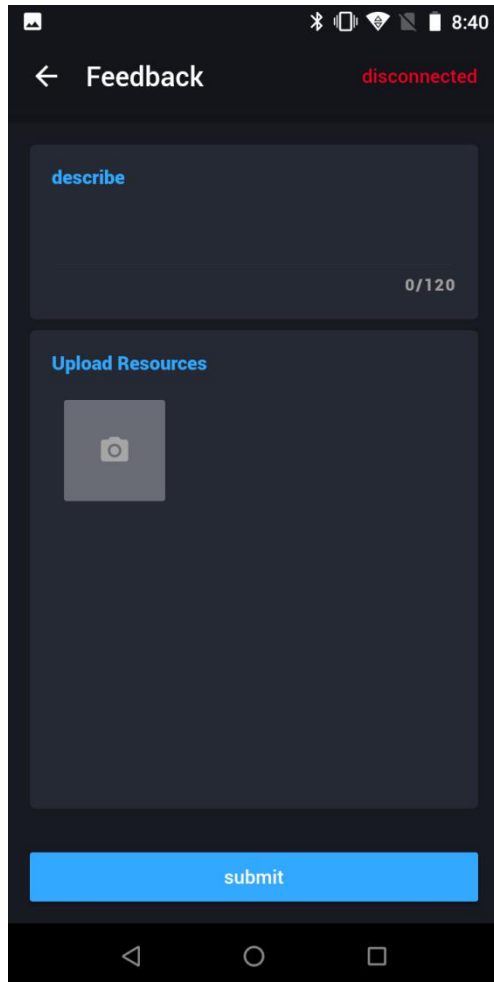 8:40
Feedback
disconnected
describe
0/120
Upload Resources
submit